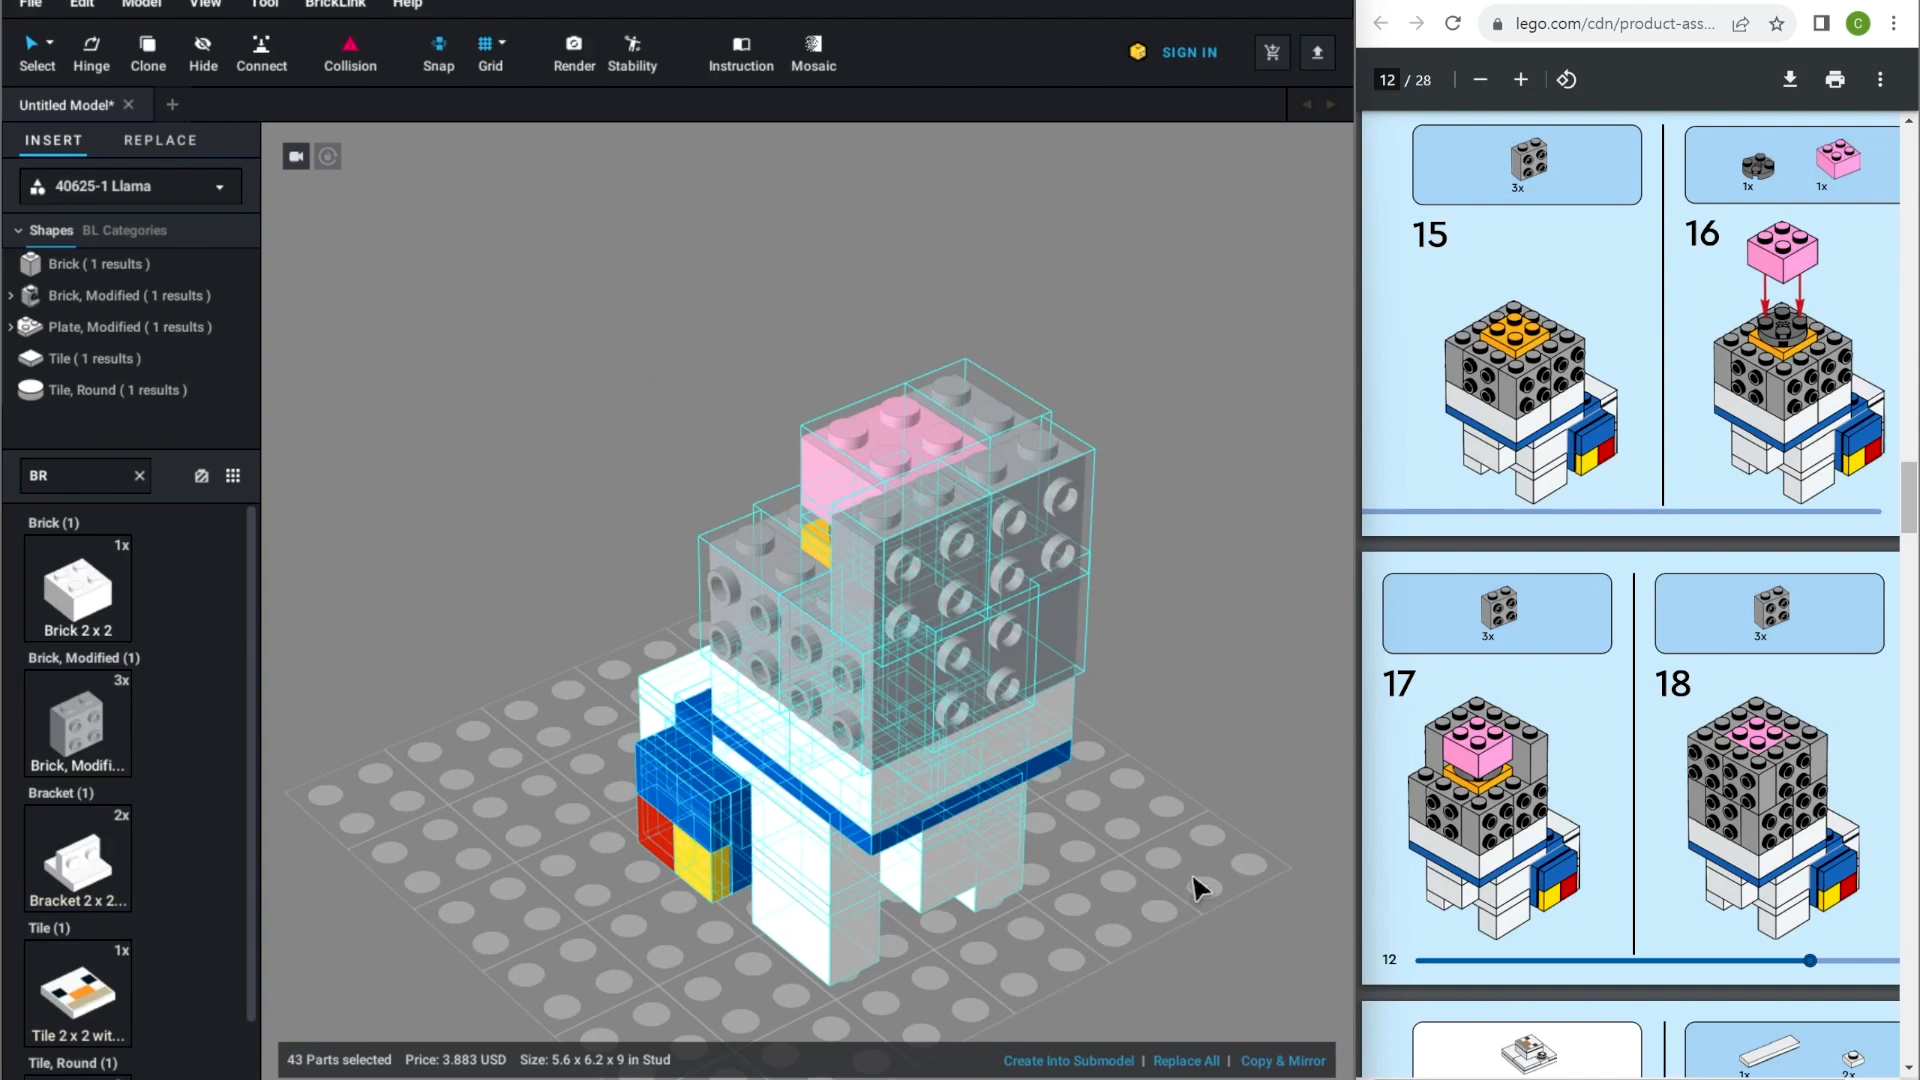 File Edit Model View Tool BrickLink Help
Select Hinge Clone Hide Connect Collision Snap Grid Render Stability Instruction Mosaic
SIGN IN
Untitled Model*
INSERT REPLACE
40625-1 Llama
Shapes BL Categories
Brick ( 1 results )
Brick, Modified ( 1 results )
Plate, Modified ( 1 results )
Tile ( 1 results )
Tile, Round ( 1 results )
BR
Brick (1)
1x
Brick 2 x 2
Brick, Modified (1)
3x
Brick, Modifi...
Bracket (1)
2x
Bracket 2 x 2...
Tile (1)
1x
Tile 2 x 2 wit...
Tile, Round (1)
43 Parts selected Price: 3.883 USD Size: 5.6 x 6.2 x 9 in Stud
Create Into Submodel | Replace All | Copy & Mirror
lego.com/cdn/product-ass...
C
12 / 28
3x
15
1x 1x
16
3x
17
3x
18
12
1x 2x